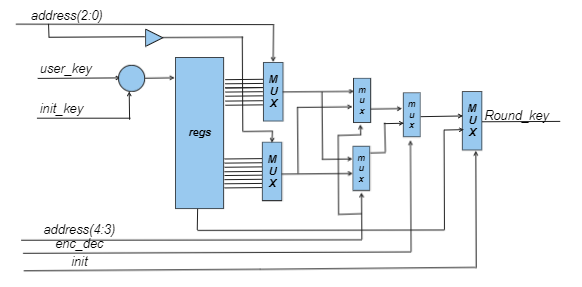 address(2:0)
user_key
init_key
regs
MUX
MUX
mux
mux
mux
MUX
Round_key
address(4:3)
enc_dec
init